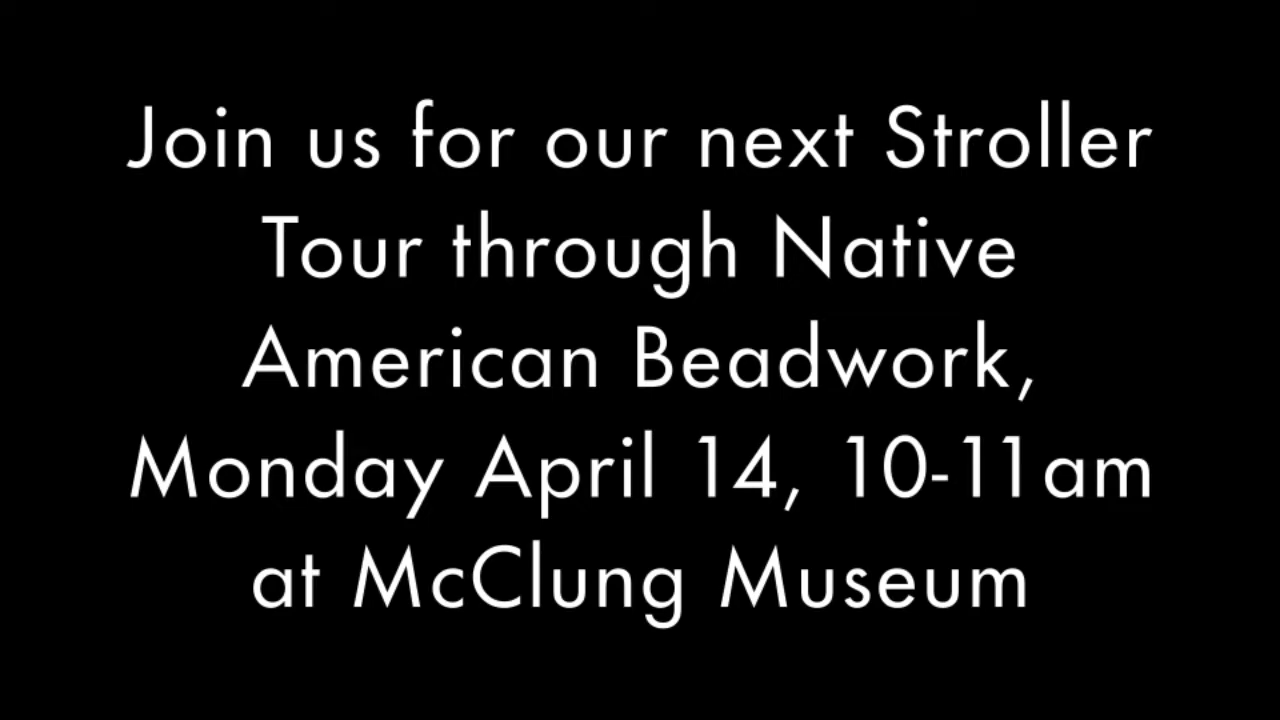 Join us for our next Stroller
Tour through Native
American Beadwork,
Monday April 14, 10-11am
at McClung Museum